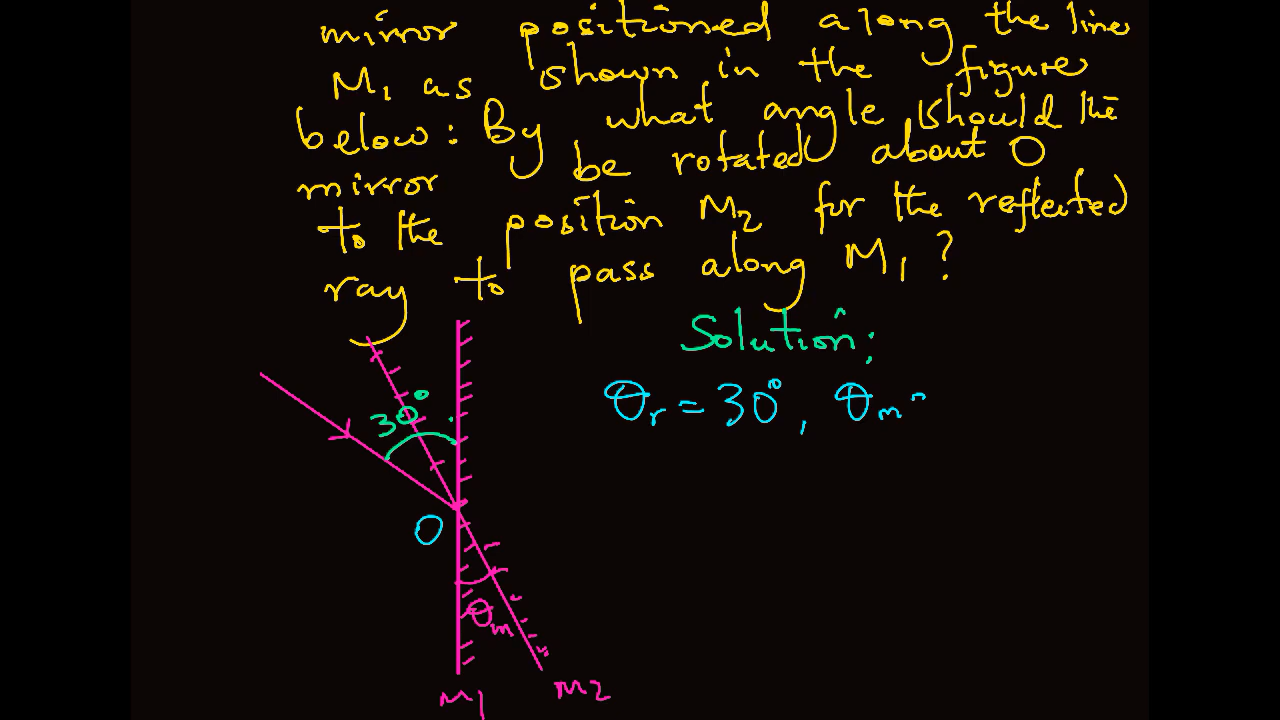 mirror positioned along the line
M₁ as shown in the figure
below: By what angle should the
mirror be rotated about O
to the position M₂ for the reflected
ray to pass along M₁?
Solution:
30° θr = 30°, θm
O
θm
M1 M2